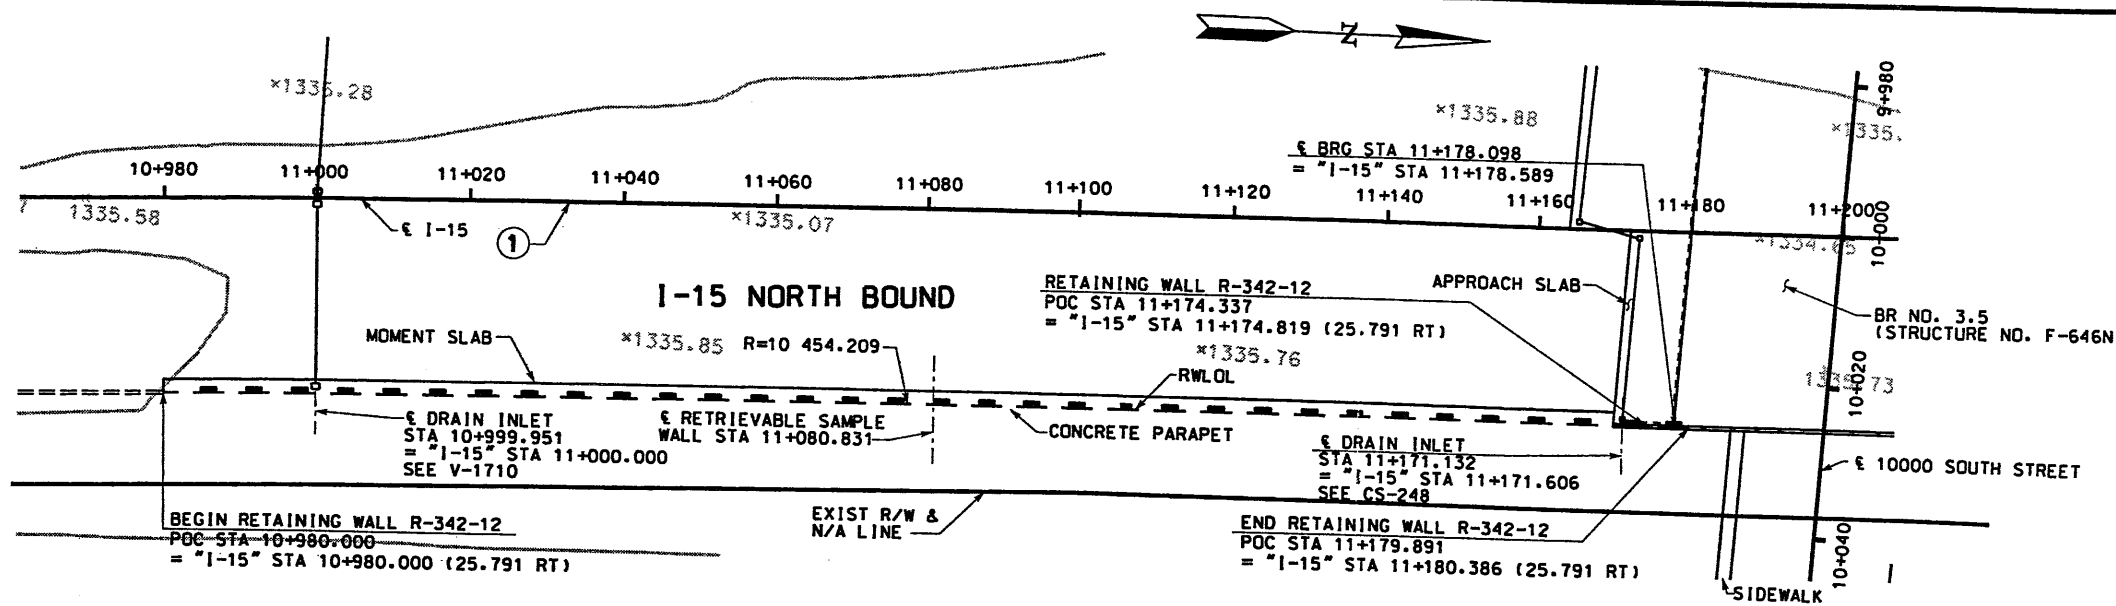 N
×1335.28
×1335.88
9+980
×1335.
₵ BRG STA 11+178.098
= "I-15" STA 11+178.589
10+980
11+000
11+020
11+040
11+060
11+080
11+100
11+120
11+140
11+160
11+180
11+200
7
1335.58
₵ I-15
1
×1335.07
×1334.65
10+000
I-15 NORTH BOUND
RETAINING WALL R-342-12
POC STA 11+174.337
= "I-15" STA 11+174.819 (25.791 RT)
APPROACH SLAB
BR NO. 3.5
(STRUCTURE NO. F-646N
MOMENT SLAB
×1335.85
R=10 454.209
×1335.76
RWLOL
10+020
₵ DRAIN INLET
STA 10+999.951
= "I-15" STA 11+000.000
SEE V-1710
₵ RETRIEVABLE SAMPLE
WALL STA 11+080.831
CONCRETE PARAPET
₵ DRAIN INLET
STA 11+171.132
= "I-15" STA 11+171.606
SEE CS-248
₵ 10000 SOUTH STREET
BEGIN RETAINING WALL R-342-12
POC STA 10+980.000
= "I-15" STA 10+980.000 (25.791 RT)
EXIST R/W &
N/A LINE
END RETAINING WALL R-342-12
POC STA 11+179.891
= "I-15" STA 11+180.386 (25.791 RT)
10+040
SIDEWALK